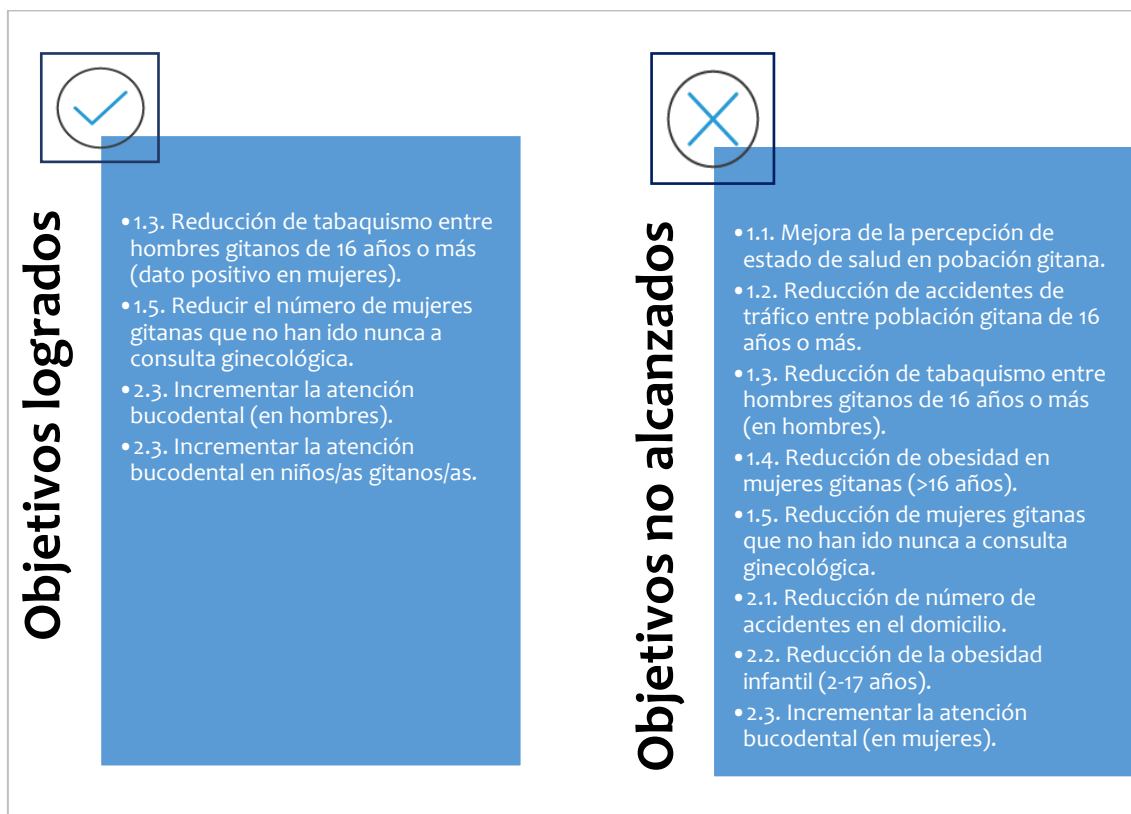 Objetivos logrados
•1.3. Reducción de tabaquismo entre
hombres gitanos de 16 años o más
(dato positivo en mujeres).
•1.5. Reducir el número de mujeres
gitanas que no han ido nunca a
consulta ginecológica.
•2.3. Incrementar la atención
bucodental (en hombres).
•2.3. Incrementar la atención
bucodental en niños/as gitanos/as.
Objetivos no alcanzados
•1.1. Mejora de la percepción de
estado de salud en pobación gitana.
•1.2. Reducción de accidentes de
tráfico entre población gitana de 16
años o más.
•1.3. Reducción de tabaquismo entre
hombres gitanos de 16 años o más
(en hombres).
•1.4. Reducción de obesidad en
mujeres gitanas (>16 años).
•1.5. Reducción de mujeres gitanas
que no han ido nunca a consulta
ginecológica.
•2.1. Reducción de número de
accidentes en el domicilio.
•2.2. Reducción de la obesidad
infantil (2-17 años).
•2.3. Incrementar la atención
bucodental (en mujeres).